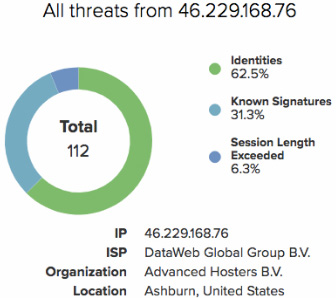 All threats from 46.229.168.76
Identities
62.5%
Known Signatures
31.3%
Session Length
Exceeded
6.3%
Total
112
IP 46.229.168.76
ISP DataWeb Global Group B.V.
Organization Advanced Hosters B.V.
Location Ashburn, United States